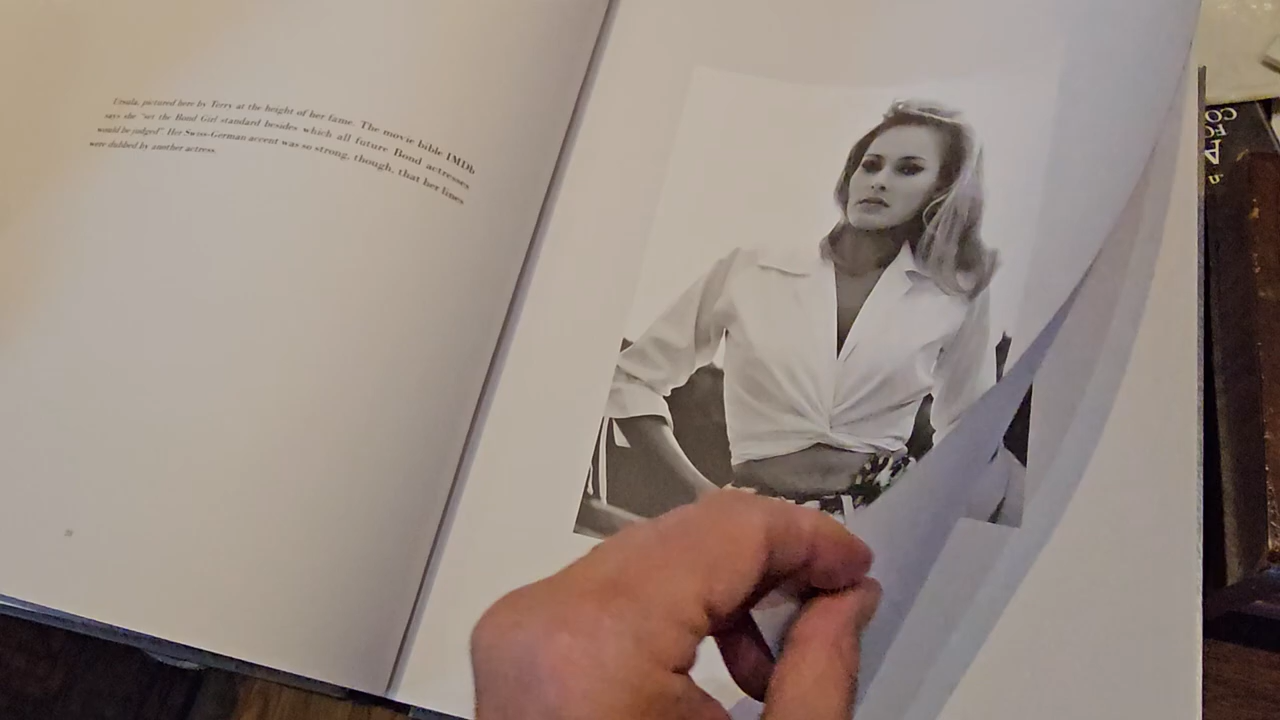 Ursula, pictured here by Terry at the height of her fame. The movie bible IMDb
says she "set the Bond Girl standard besides which all future Bond actresses
would be judged". Her Swiss-German accent was so strong, though, that her lines
were dubbed by another actress.
CO